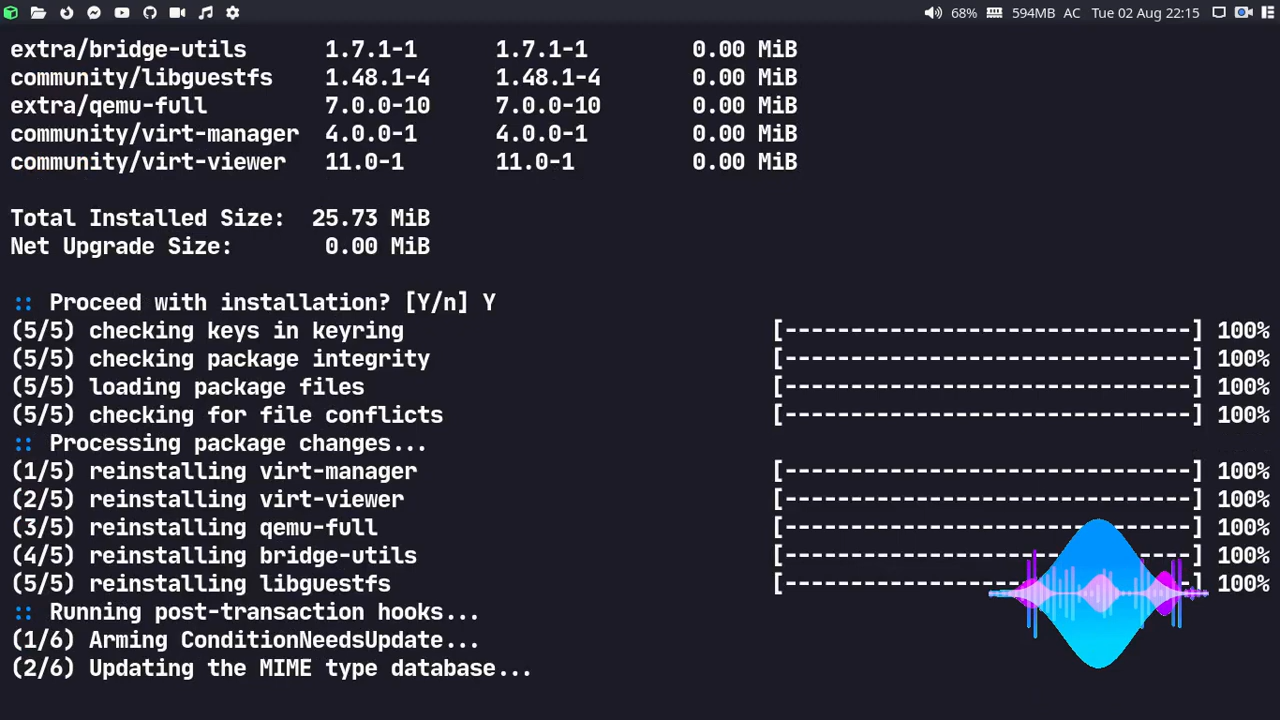 68% 594MB AC Tue 02 Aug 22:15
extra/bridge-utils 1.7.1-1 1.7.1-1 0.00 MiB
community/libguestfs 1.48.1-4 1.48.1-4 0.00 MiB
extra/qemu-full 7.0.0-10 7.0.0-10 0.00 MiB
community/virt-manager 4.0.0-1 4.0.0-1 0.00 MiB
community/virt-viewer 11.0-1 11.0-1 0.00 MiB
Total Installed Size: 25.73 MiB
Net Upgrade Size: 0.00 MiB
:: Proceed with installation? [Y/n] Y
(5/5) checking keys in keyring [-------------------------------] 100%
(5/5) checking package integrity [-------------------------------] 100%
(5/5) loading package files [-------------------------------] 100%
(5/5) checking for file conflicts [-------------------------------] 100%
:: Processing package changes...
(1/5) reinstalling virt-manager [-------------------------------] 100%
(2/5) reinstalling virt-viewer [-------------------------------] 100%
(3/5) reinstalling qemu-full [-------------------------------] 100%
(4/5) reinstalling bridge-utils [-------------------------------] 100%
(5/5) reinstalling libguestfs [-------------------------------] 100%
:: Running post-transaction hooks...
(1/6) Arming ConditionNeedsUpdate...
(2/6) Updating the MIME type database...